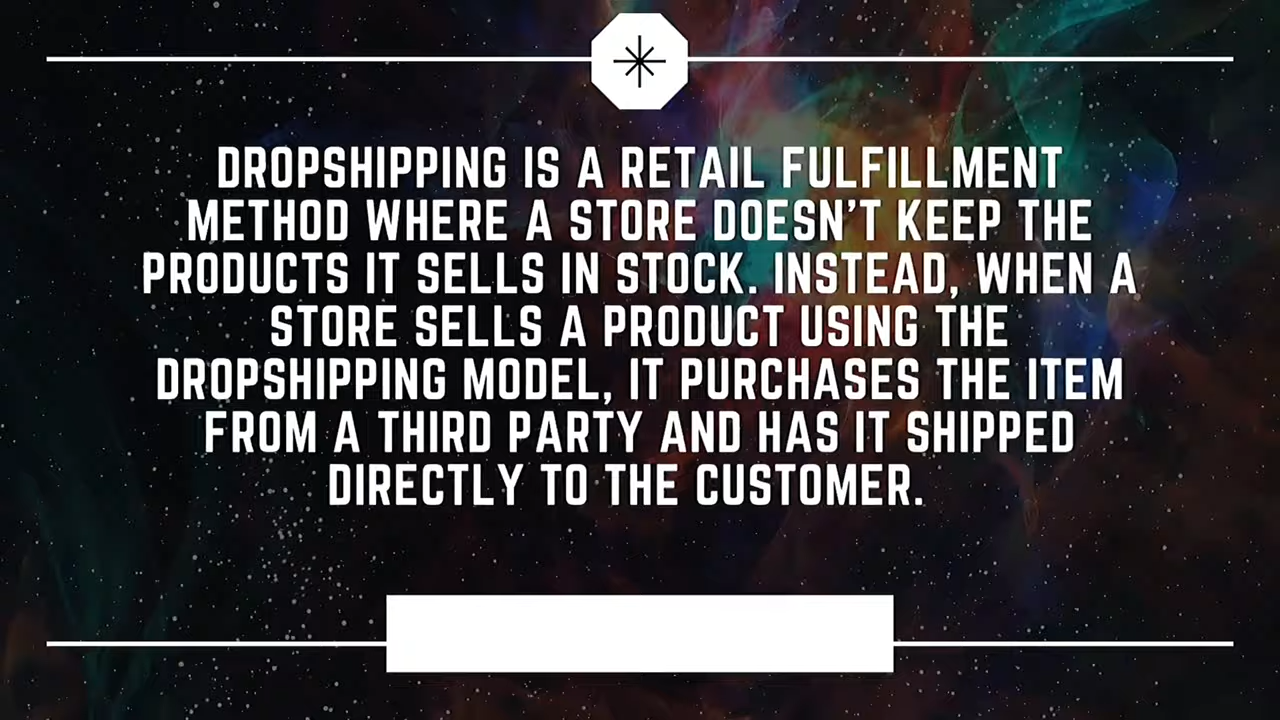 DROPSHIPPING IS A RETAIL FULFILLMENT
METHOD WHERE A STORE DOESN’T KEEP THE
PRODUCTS IT SELLS IN STOCK. INSTEAD, WHEN A
STORE SELLS A PRODUCT USING THE
DROPSHIPPING MODEL, IT PURCHASES THE ITEM
FROM A THIRD PARTY AND HAS IT SHIPPED
DIRECTLY TO THE CUSTOMER.